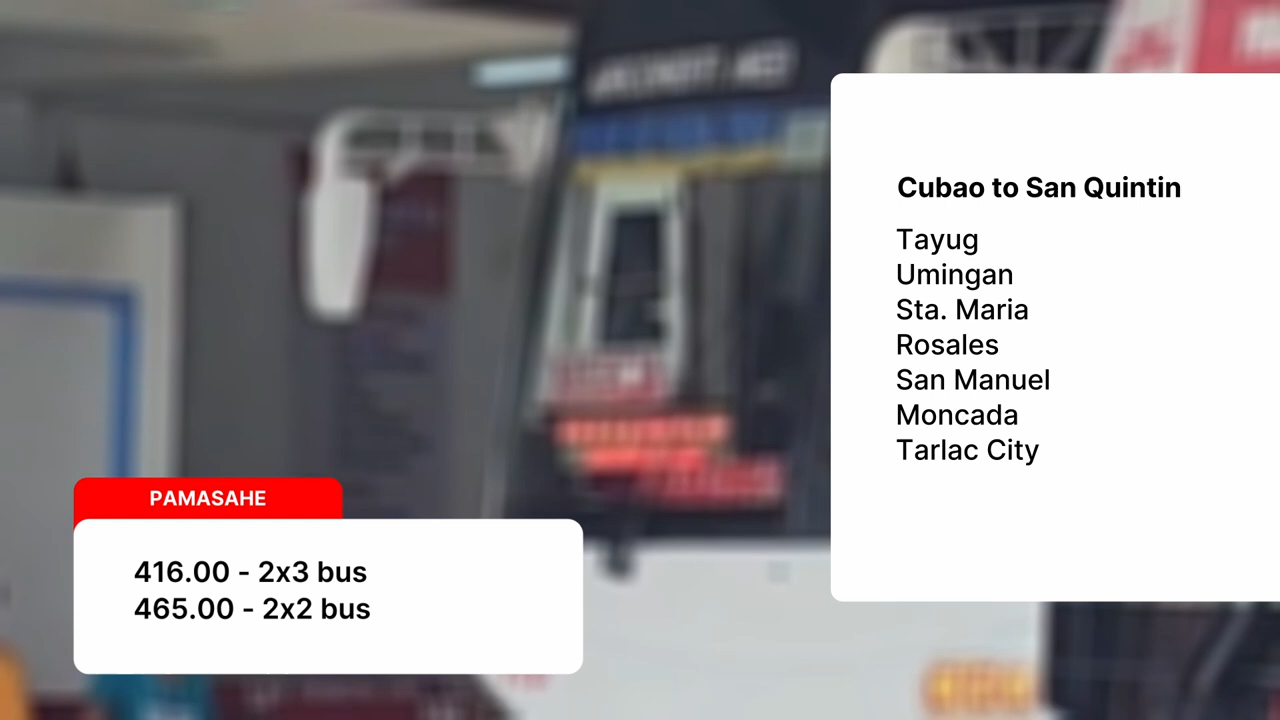 Cubao to San Quintin
Tayug
Umingan
Sta. Maria
Rosales
San Manuel
Moncada
Tarlac City
PAMASAHE
416.00 - 2x3 bus
465.00 - 2x2 bus